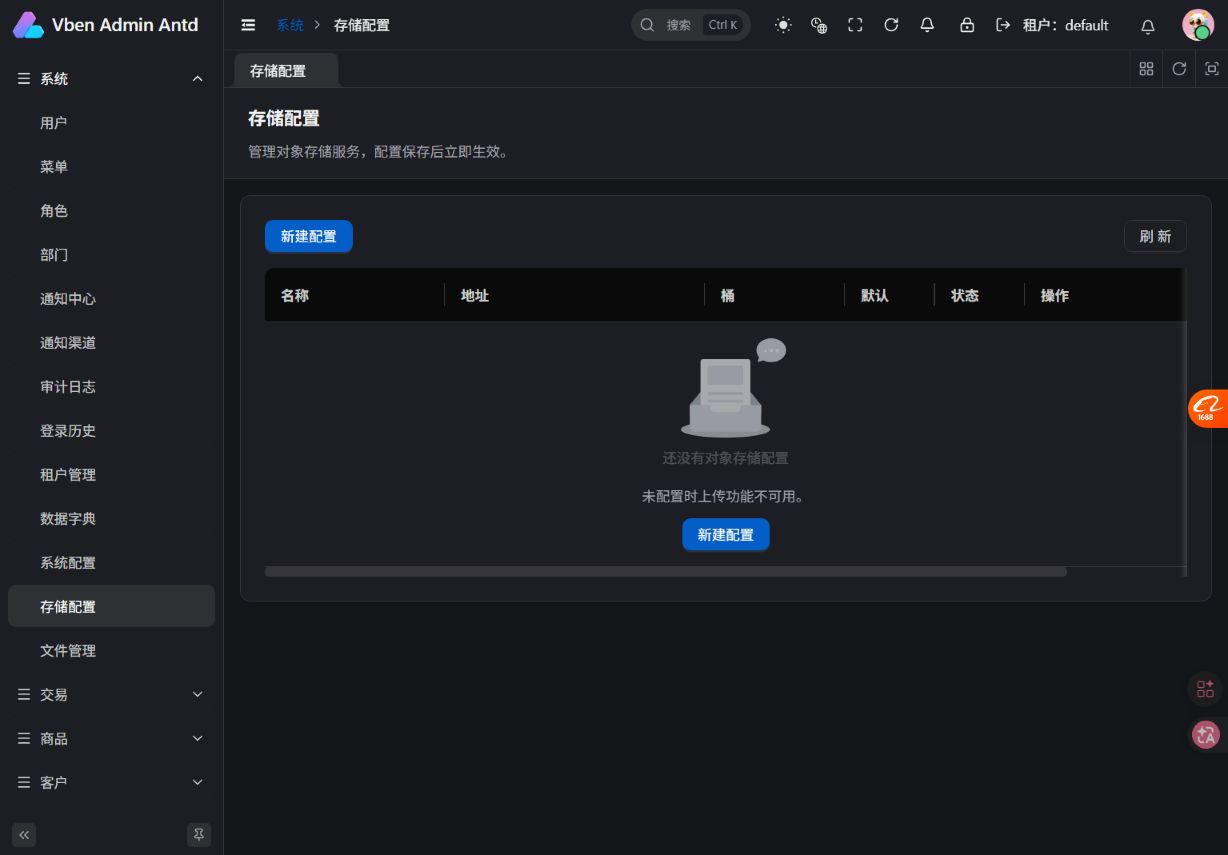 Vben Admin Antd
系统 > 存储配置
搜索 Ctrl K
租户：default
系统
用户
菜单
角色
部门
通知中心
通知渠道
审计日志
登录历史
租户管理
数据字典
系统配置
存储配置
文件管理
交易
商品
客户
存储配置
存储配置
管理对象存储服务，配置保存后立即生效。
新建配置
刷 新
名称 地址 桶 默认 状态 操作
还没有对象存储配置
未配置时上传功能不可用。
新建配置
1688